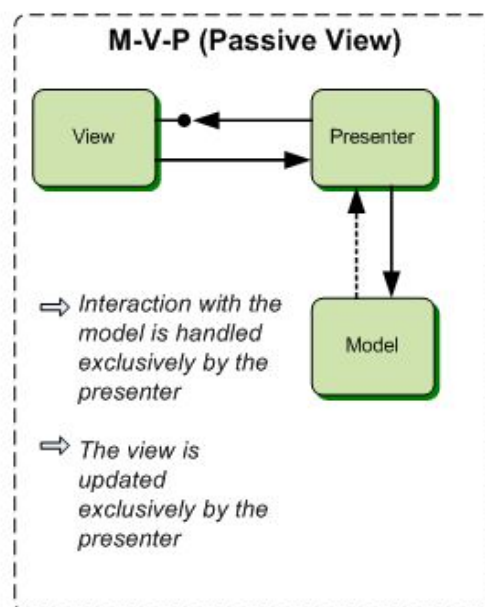 M-V-P (Passive View)
View
Presenter
Model
Interaction with the
model is handled
exclusively by the
presenter
The view is
updated
exclusively by the
presenter